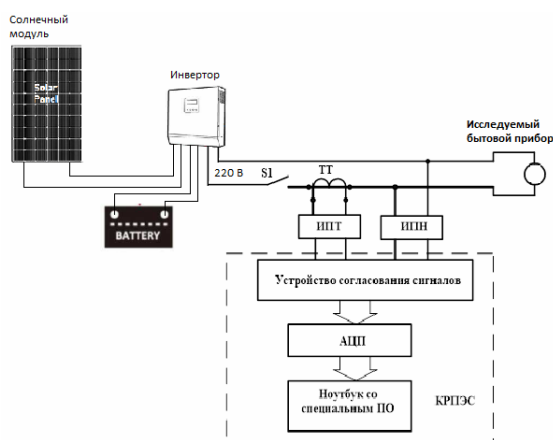 Солнечный
модуль
Solar
Panel
Инвертор
Исследуемый
бытовой прибор
220 В
S1
ТТ
BATTERY
ИПТ
ИПН
Устройство согласования сигналов
АЦП
Ноутбук со
специальным ПО
КРПЭС